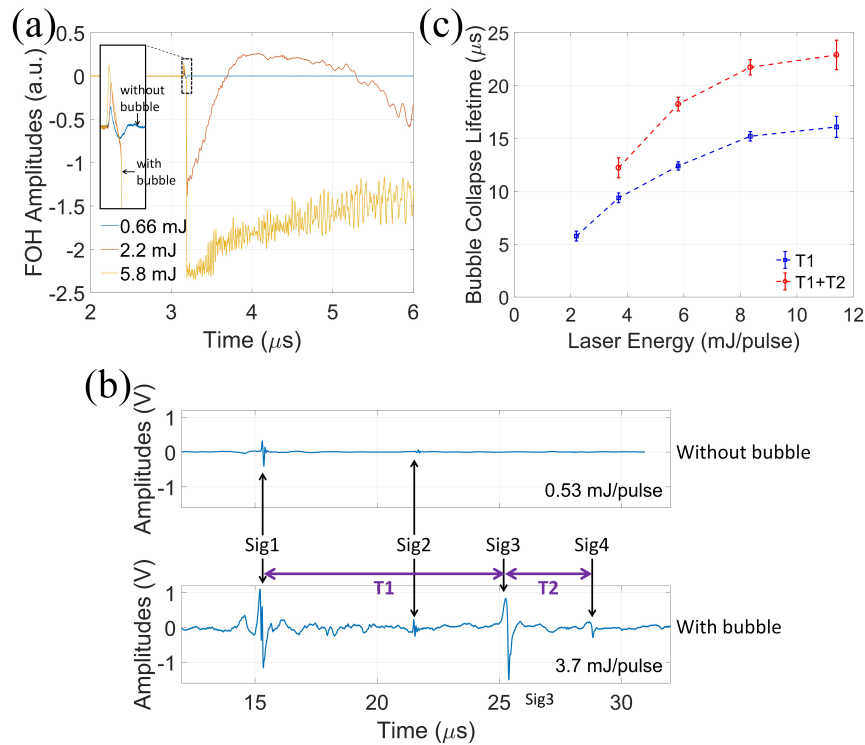 (a)
FOH Amplitudes (a.u.)
0.5
0
-0.5
-1
-1.5
-2
-2.5
without
bubble
with
bubble
0.66 mJ
2.2 mJ
5.8 mJ
2 3 4 5 6
Time (μs)
(c)
Bubble Collapse Lifetime (μs)
25
20
15
10
5
0
T1
T1+T2
0 2 4 6 8 10 12
Laser Energy (mJ/pulse)
(b)
Amplitudes (V)
1
0
-1
Without bubble
0.53 mJ/pulse
Sig1 Sig2 Sig3 Sig4
T1 T2
Amplitudes (V)
1
0
-1
With bubble
3.7 mJ/pulse
15 20 25 30
Sig3
Time (μs)